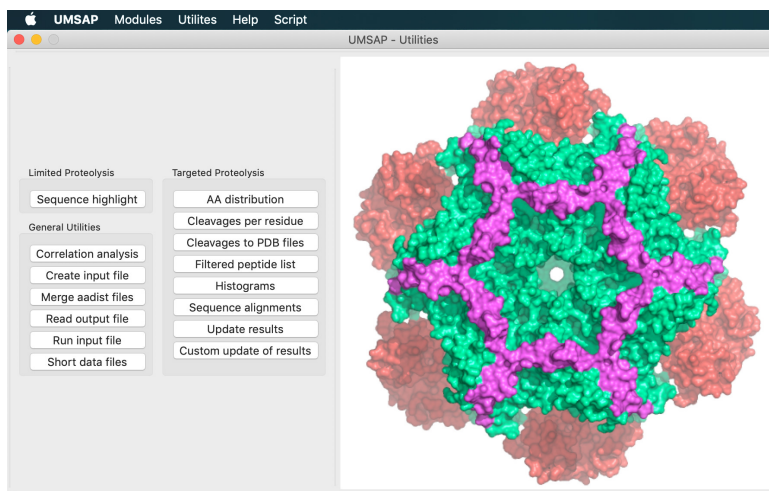 UMSAP Modules Utilites Help Script
UMSAP - Utilities
Limited Proteolysis
Sequence highlight
General Utilities
Correlation analysis
Create input file
Merge aadist files
Read output file
Run input file
Short data files
Targeted Proteolysis
AA distribution
Cleavages per residue
Cleavages to PDB files
Filtered peptide list
Histograms
Sequence alignments
Update results
Custom update of results